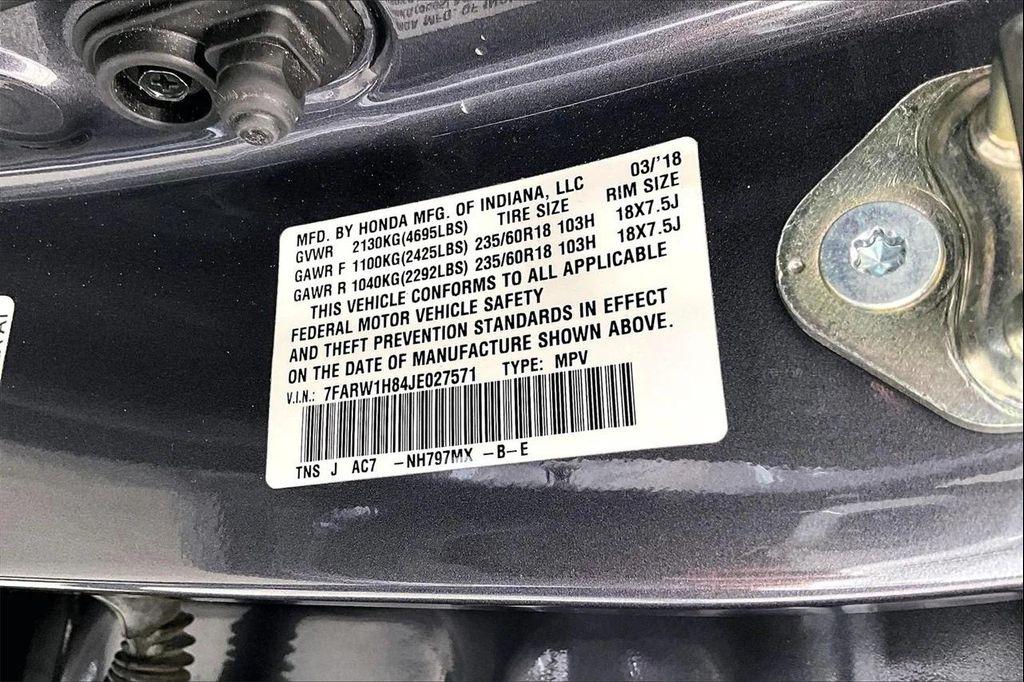 MFD. BY HONDA MFG. OF INDIANA, LLC 03/'18
GVWR 2130KG(4695LBS) TIRE SIZE RIM SIZE
GAWR F 1100KG(2425LBS) 235/60R18 103H 18X7.5J
GAWR R 1040KG(2292LBS) 235/60R18 103H 18X7.5J
THIS VEHICLE CONFORMS TO ALL APPLICABLE
FEDERAL MOTOR VEHICLE SAFETY
AND THEFT PREVENTION STANDARDS IN EFFECT
ON THE DATE OF MANUFACTURE SHOWN ABOVE.
V.I.N.: 7FARW1H84JE027571 TYPE: MPV
TNS J AC7 -NH797MX -B-E